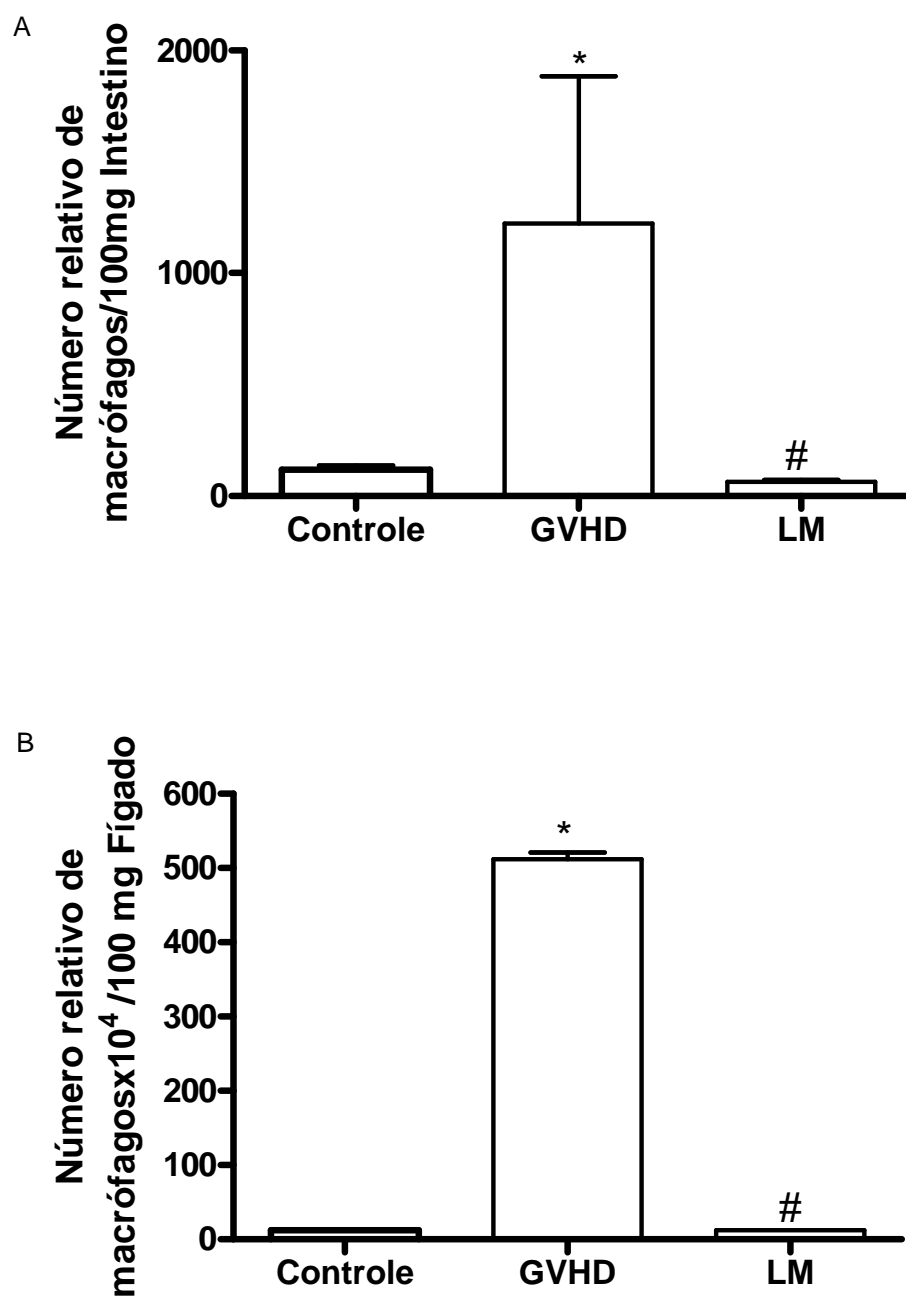 A
Número relativo de
macrófagos/100mg Intestino
2000
1000
0
*
#
Controle GVHD LM
B
Número relativo de
macrófagosx10⁴ /100 mg Fígado
600
500
400
300
200
100
0
*
#
Controle GVHD LM